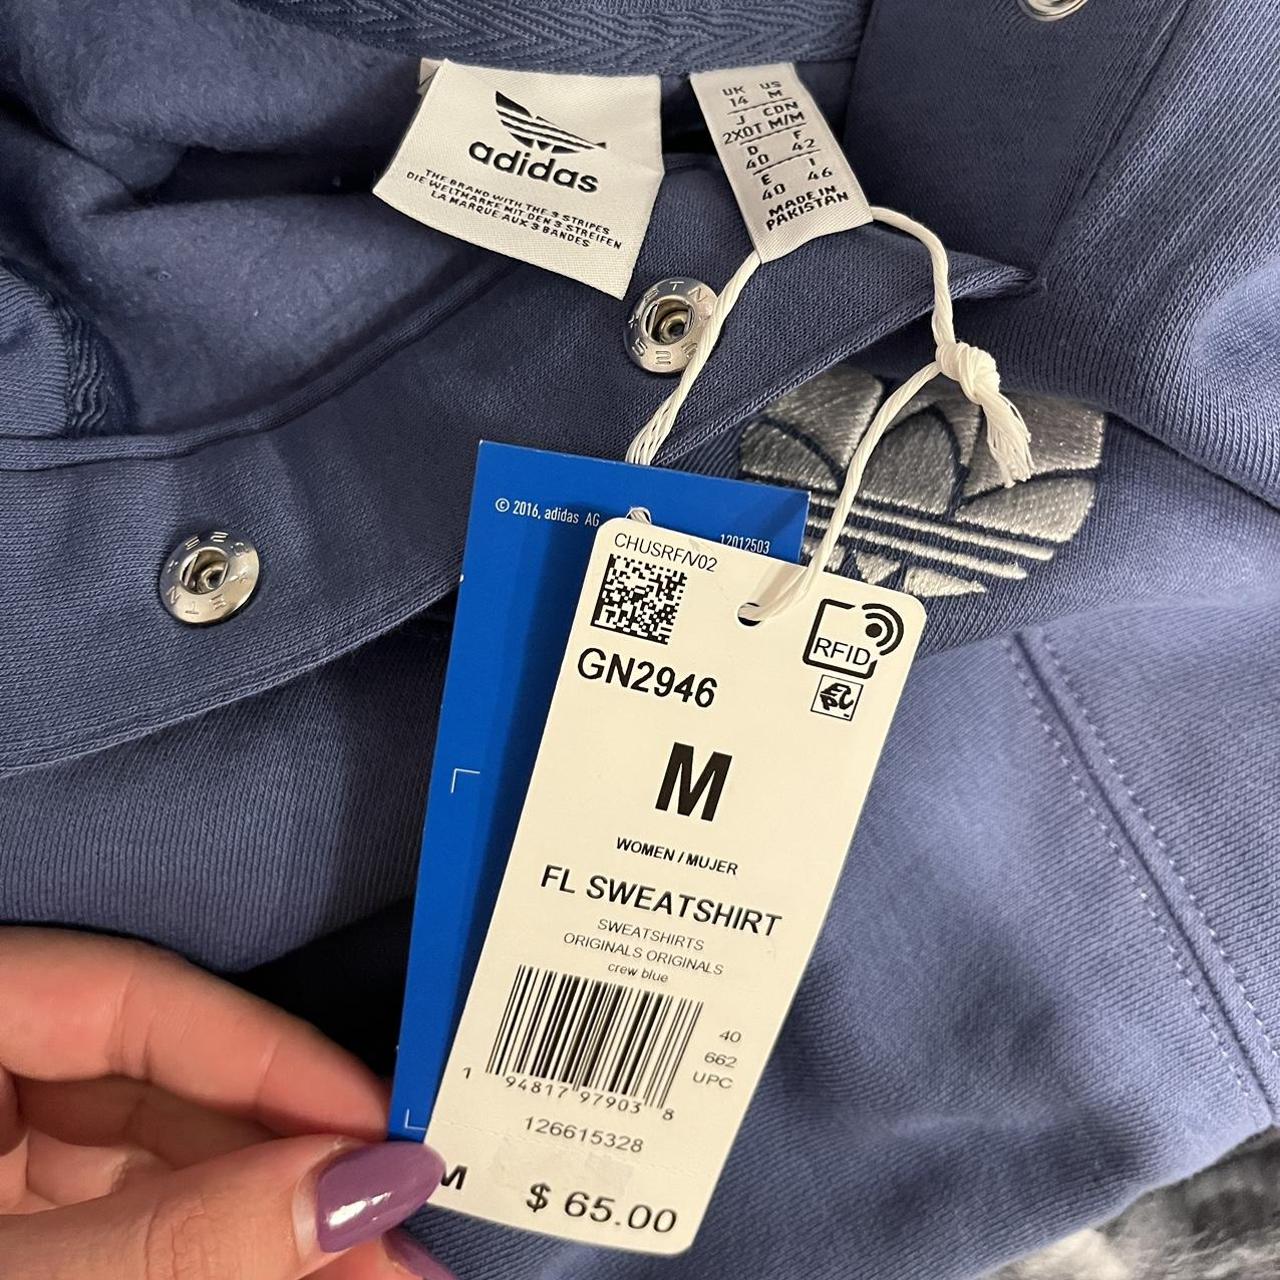 adidas
THE BRAND WITH THE 3 STRIPES
DIE WELTMARKE MIT DEN 3 STREIFEN
LA MARQUE AUX 3 BANDES
UK US
14 M
J CDN
2XOT M/M
D F
40 42
E I
40 46
MADE IN
PAKISTAN
© 2016, adidas AG
12012503
CHUSRF/V02
RFID
GN2946
M
WOMEN / MUJER
FL SWEATSHIRT
SWEATSHIRTS
ORIGINALS ORIGINALS
crew blue
40
662
UPC
1 94817 97903 8
126615328
M $ 65.00